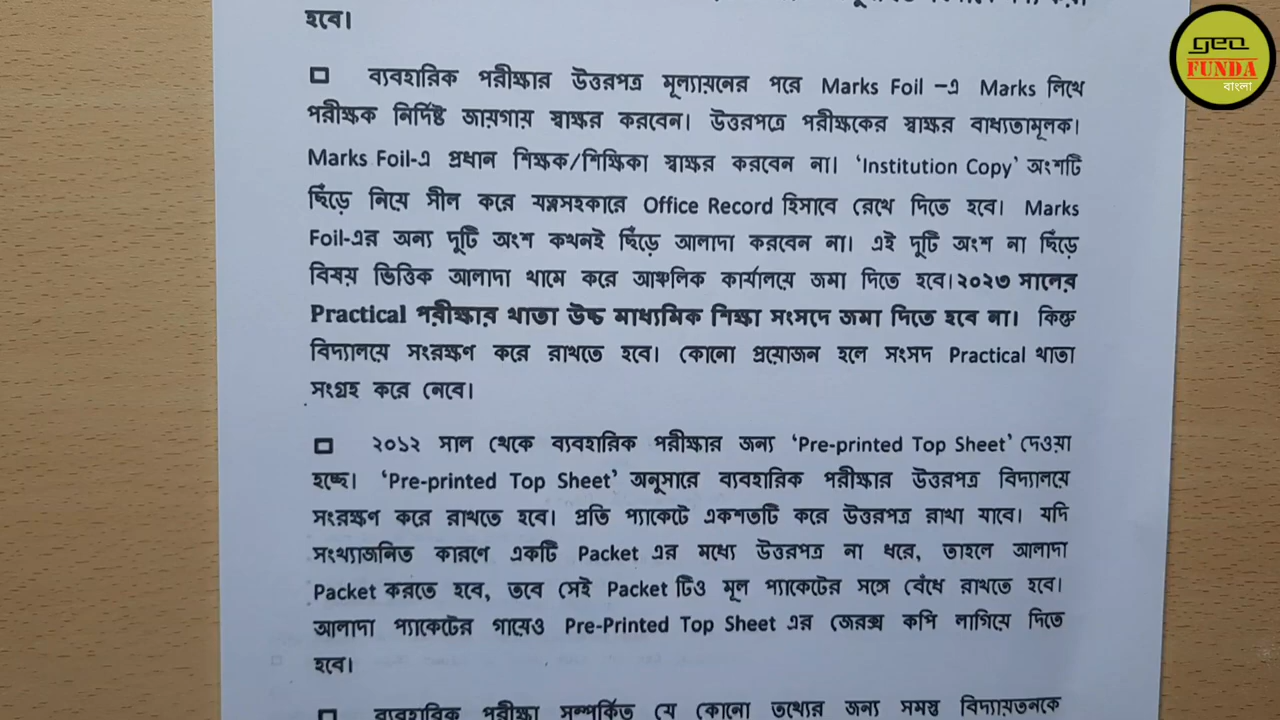 হবে।
geo
FUNDA
বাংলা
ব্যবহারিক পরীক্ষার উত্তরপত্র মূল্যায়নের পরে Marks Foil –এ Marks লিখে
পরীক্ষক নির্দিষ্ট জায়গায় স্বাক্ষর করবেন। উত্তরপত্রে পরীক্ষকের স্বাক্ষর বাধ্যতামূলক।
Marks Foil-এ প্রধান শিক্ষক/শিক্ষিকা স্বাক্ষর করবেন না। ‘Institution Copy’ অংশটি
ছিঁড়ে নিয়ে সীল করে যত্নসহকারে Office Record হিসাবে রেখে দিতে হবে। Marks
Foil-এর অন্য দুটি অংশ কখনই ছিঁড়ে আলাদা করবেন না। এই দুটি অংশ না ছিঁড়ে
বিষয় ভিত্তিক আলাদা খামে করে আঞ্চলিক কার্যালয়ে জমা দিতে হবে।২০২৩ সালের
Practical পরীক্ষার খাতা উচ্চ মাধ্যমিক শিক্ষা সংসদে জমা দিতে হবে না। কিন্তু
বিদ্যালয়ে সংরক্ষণ করে রাখতে হবে। কোনো প্রয়োজন হলে সংসদ Practical খাতা
সংগ্রহ করে নেবে।
২০১২ সাল থেকে ব্যবহারিক পরীক্ষার জন্য ‘Pre-printed Top Sheet’ দেওয়া
হচ্ছে। ‘Pre-printed Top Sheet’ অনুসারে ব্যবহারিক পরীক্ষার উত্তরপত্র বিদ্যালয়ে
সংরক্ষণ করে রাখতে হবে। প্রতি প্যাকেটে একশতটি করে উত্তরপত্র রাখা যাবে। যদি
সংখ্যাজনিত কারণে একটি Packet এর মধ্যে উত্তরপত্র না ধরে, তাহলে আলাদা
Packet করতে হবে, তবে সেই Packet টিও মূল প্যাকেটের সঙ্গে বেঁধে রাখতে হবে।
আলাদা প্যাকেটের গায়েও Pre-Printed Top Sheet এর জেরক্স কপি লাগিয়ে দিতে
হবে।
ব্যবহারিক পরীক্ষা সম্পর্কিত যে কোনো তথ্যের জন্য সমস্ত বিদ্যায়তনকে